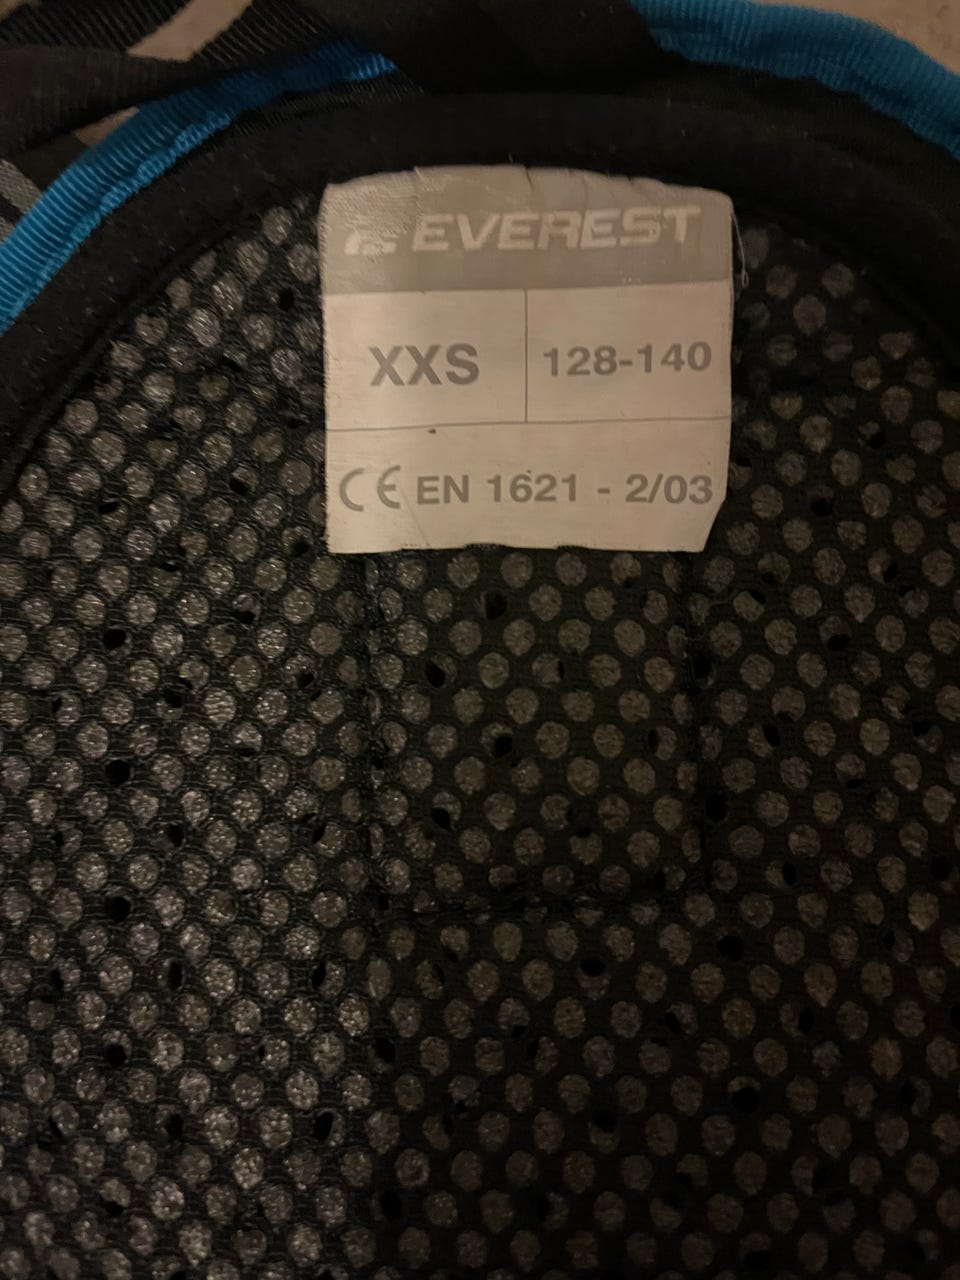 EVEREST
XXS 128-140
CE EN 1621 - 2/03